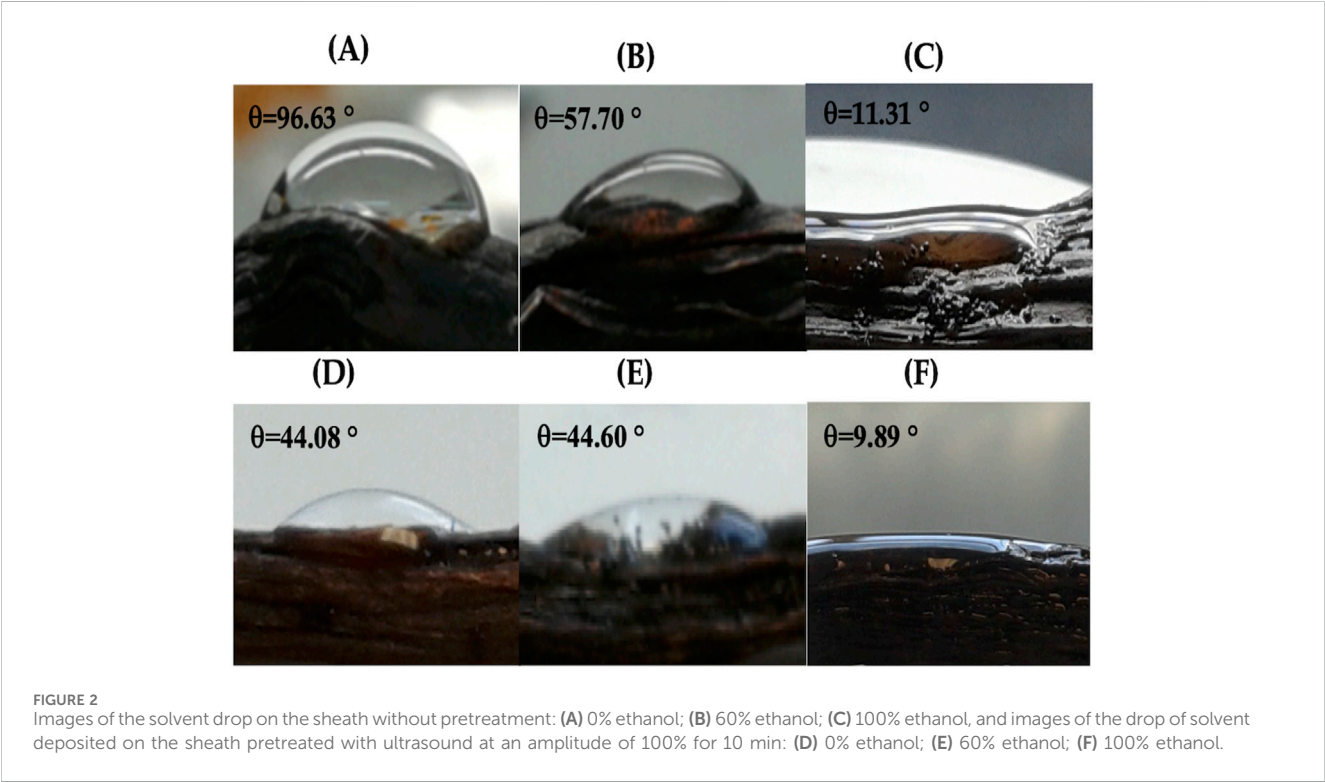 (A)
(B)
(C)
θ=96.63 °
θ=57.70 °
θ=11.31 °
(D)
(E)
(F)
θ=44.08 °
θ=44.60 °
θ=9.89 °
FIGURE 2
Images of the solvent drop on the sheath without pretreatment: (A) 0% ethanol; (B) 60% ethanol; (C) 100% ethanol, and images of the drop of solvent
deposited on the sheath pretreated with ultrasound at an amplitude of 100% for 10 min: (D) 0% ethanol; (E) 60% ethanol; (F) 100% ethanol.